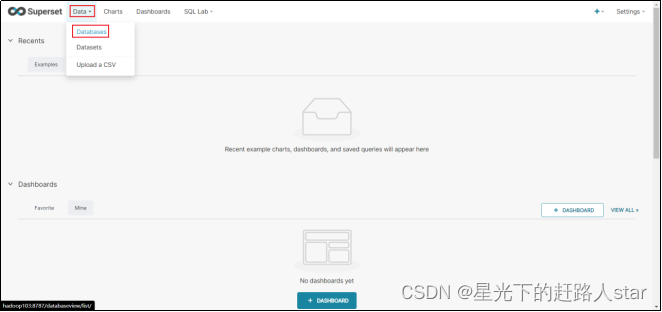 Superset Data Charts Dashboards SQL Lab Settings
Databases
Datasets
Upload a CSV
Recents
Examples
Recent example charts, dashboards, and saved queries will appear here
Dashboards
Favorite Mine + DASHBOARD VIEW ALL »
No dashboards yet
+ DASHBOARD
hadoop103:8787/databaseview/list/
CSDN @星光下的赶路人star